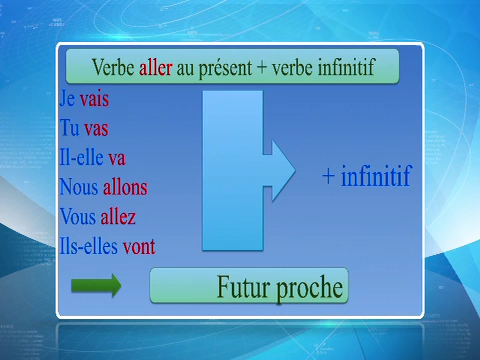 Verbe aller au présent + verbe infinitif
Je vais
Tu vas
Il-elle va
Nous allons
Vous allez
Ils-elles vont
+ infinitif
Futur proche